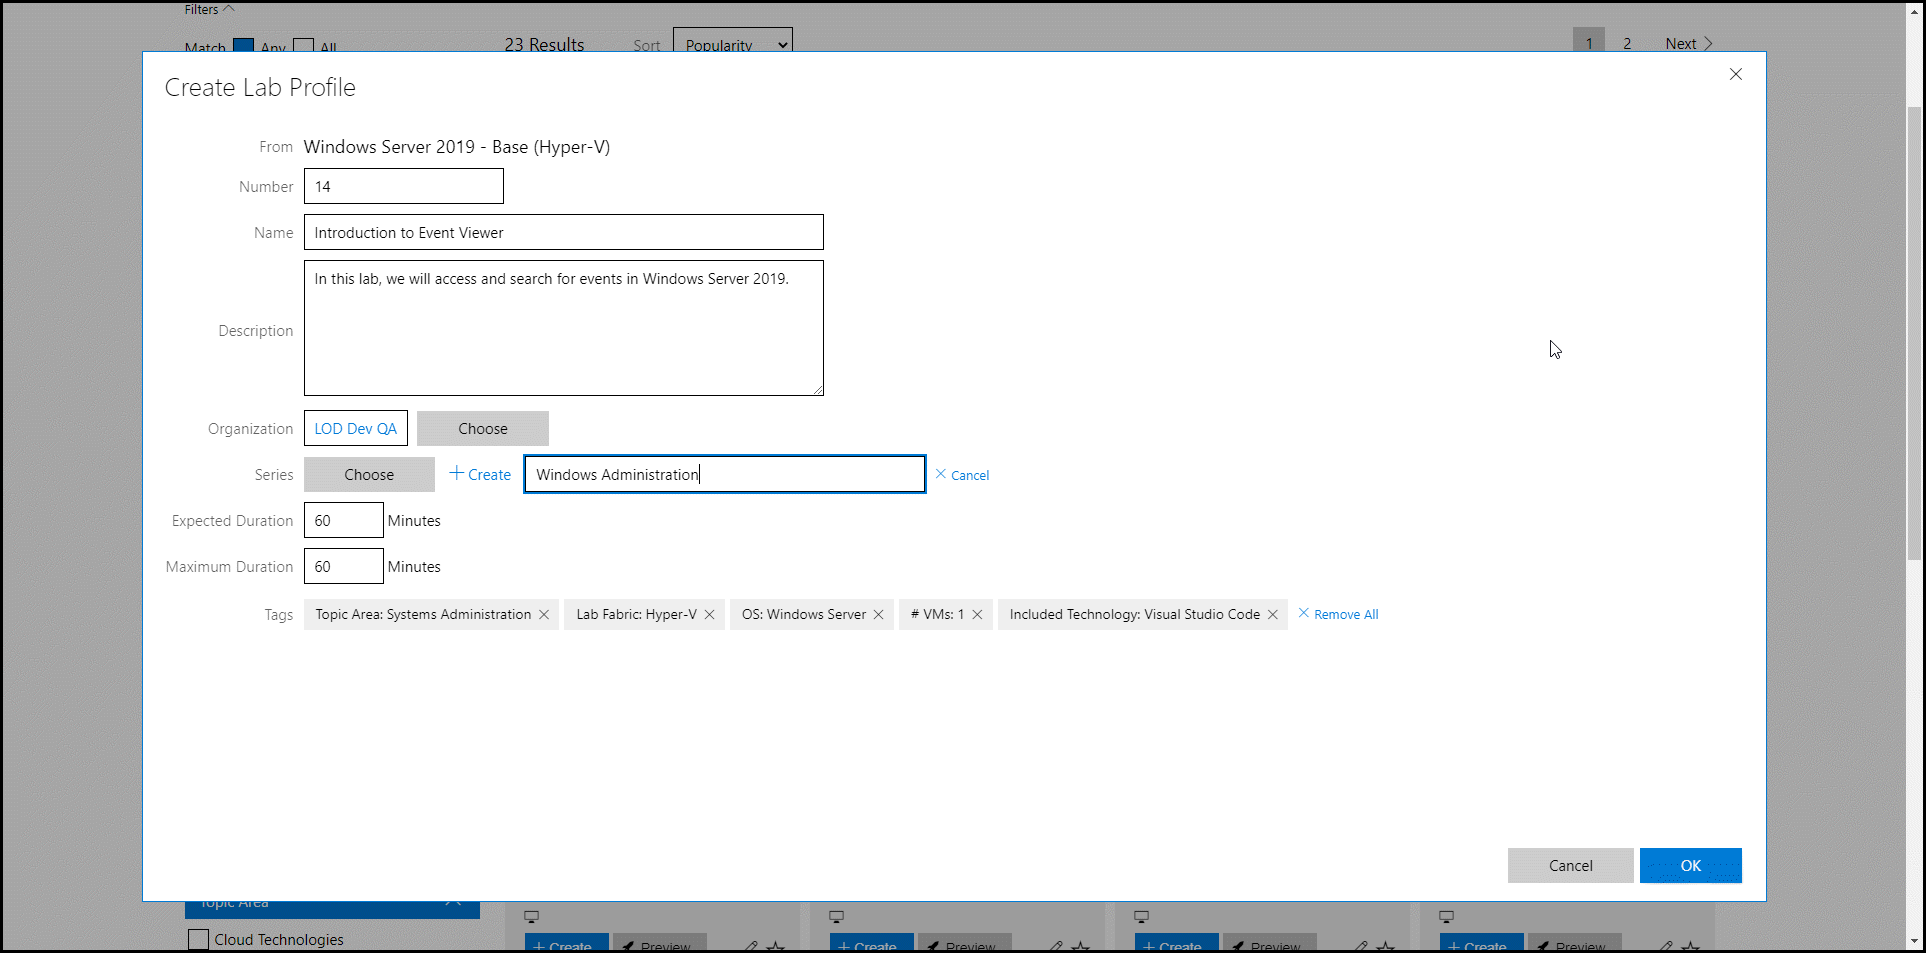 Filters
Match Any All 23 Results Sort Popularity 1 2 Next
Create Lab Profile
From Windows Server 2019 - Base (Hyper-V)
Number 14
Name Introduction to Event Viewer
In this lab, we will access and search for events in Windows Server 2019.
Description
Organization LOD Dev QA Choose
Series Choose + Create Windows Administration × Cancel
Expected Duration 60 Minutes
Maximum Duration 60 Minutes
Tags Topic Area: Systems Administration × Lab Fabric: Hyper-V × OS: Windows Server × # VMs: 1 × Included Technology: Visual Studio Code × × Remove All
Cancel OK
Topic Area
Cloud Technologies
+ Create Preview + Create Preview + Create Preview + Create Preview